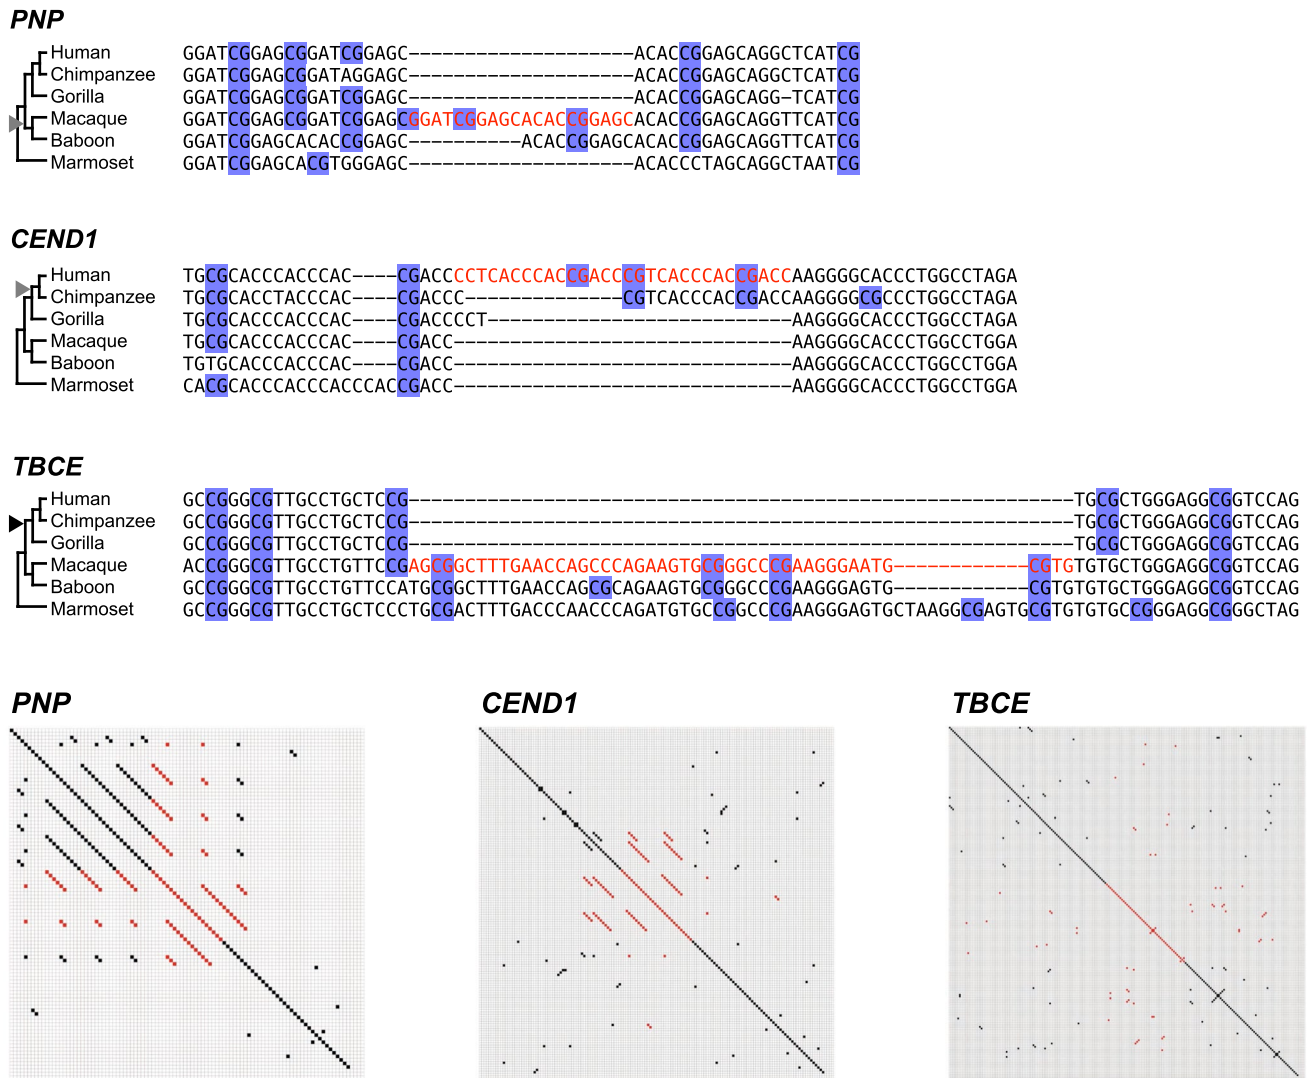 PNP
Human GGATCGGAGCGGATCGGAGC--------------------ACACCGGAGCAGGCTCATCG
Chimpanzee GGATCGGAGCGGATAGGAGC--------------------ACACCGGAGCAGGCTCATCG
Gorilla GGATCGGAGCGGATCGGAGC--------------------ACACCGGAGCAGG-TCATCG
Macaque GGATCGGAGCGGATCGGAGCGGATCGGAGCACACCGGAGCACACCGGAGCAGGTTCATCG
Baboon GGATCGGAGCACACCGGAGC----------ACACCGGAGCACACCGGAGCAGGTTCATCG
Marmoset GGATCGGAGCACGTGGGAGC--------------------ACACCCTAGCAGGCTAATCG
CEND1
Human TGCGCACCCACCCAC----CGACCCCTCACCCACCGACCCGTCACCCACCGACCAAGGGGCACCCTGGCCTAGA
Chimpanzee TGCGCACCTACCCAC----CGACCC--------------CGTCACCCACCGACCAAGGGGCGCCCTGGCCTAGA
Gorilla TGCGCACCCACCCAC----CGACCCCT---------------------------AAGGGGCACCCTGGCCTAGA
Macaque TGCGCACCCACCCAC----CGACC------------------------------AAGGGGCACCCTGGCCTGGA
Baboon TGTGCACCCACCCAC----CGACC------------------------------AAGGGGCACCCTGGCCTGGA
Marmoset CACGCACCCACCCACCCACCGACC------------------------------AAGGGGCACCCTGGCCTGGA
TBCE
Human GCCGGGCGTTGCCTGCTCCG-----------------------------------------------------------TGCGCTGGGAGGCGGTCCAG
Chimpanzee GCCGGGCGTTGCCTGCTCCG-----------------------------------------------------------TGCGCTGGGAGGCGGTCCAG
Gorilla GCCGGGCGTTGCCTGCTCCG-----------------------------------------------------------TGCGCTGGGAGGCGGTCCAG
Macaque ACCGGGCGTTGCCTGTTCCGAGCGGCTTTGAACCAGCCCAGAAGTGCGGGCCCGAAGGGAATG------------CGTGTGTGCTGGGAGGCGGTCCAG
Baboon GCCGGGCGTTGCCTGTTCCATGCGGCTTTGAACCAGCGCAGAAGTGCGGGCCCGAAGGGAGTG------------CGTGTGTGCTGGGAGGCGGTCCAG
Marmoset GCCGGGCGTTGCCTGCTCCCTGCGACTTTGACCCAACCCAGATGTGCCGGCCCGAAGGGAGTGCTAAGGCGAGTGCGTGTGTGCCGGGAGGCGGGCTAG
PNP CEND1 TBCE